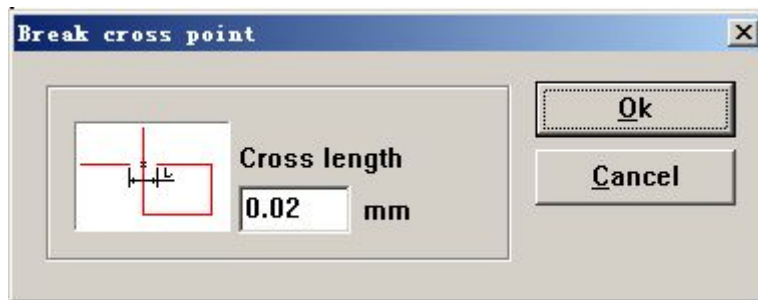 Break cross point
Ok
Cross length
L
0.02 mm
Cancel